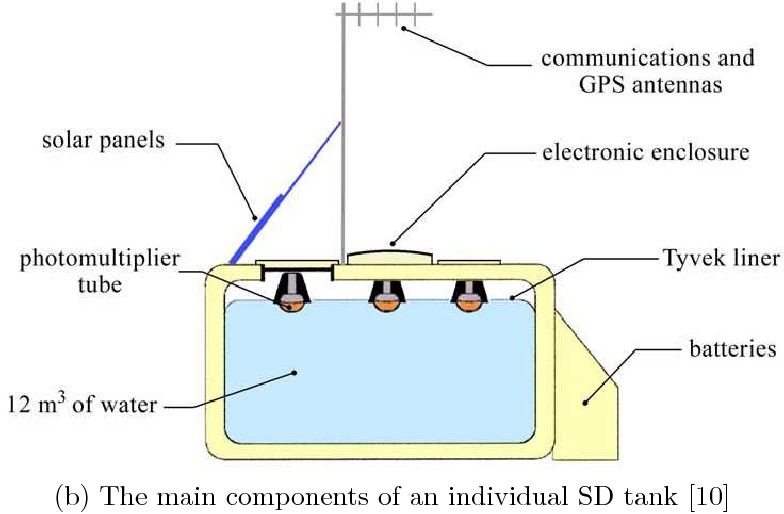 communications and
GPS antennas
solar panels
electronic enclosure
photomultiplier
tube
Tyvek liner
batteries
12 m³ of water
(b) The main components of an individual SD tank [10]